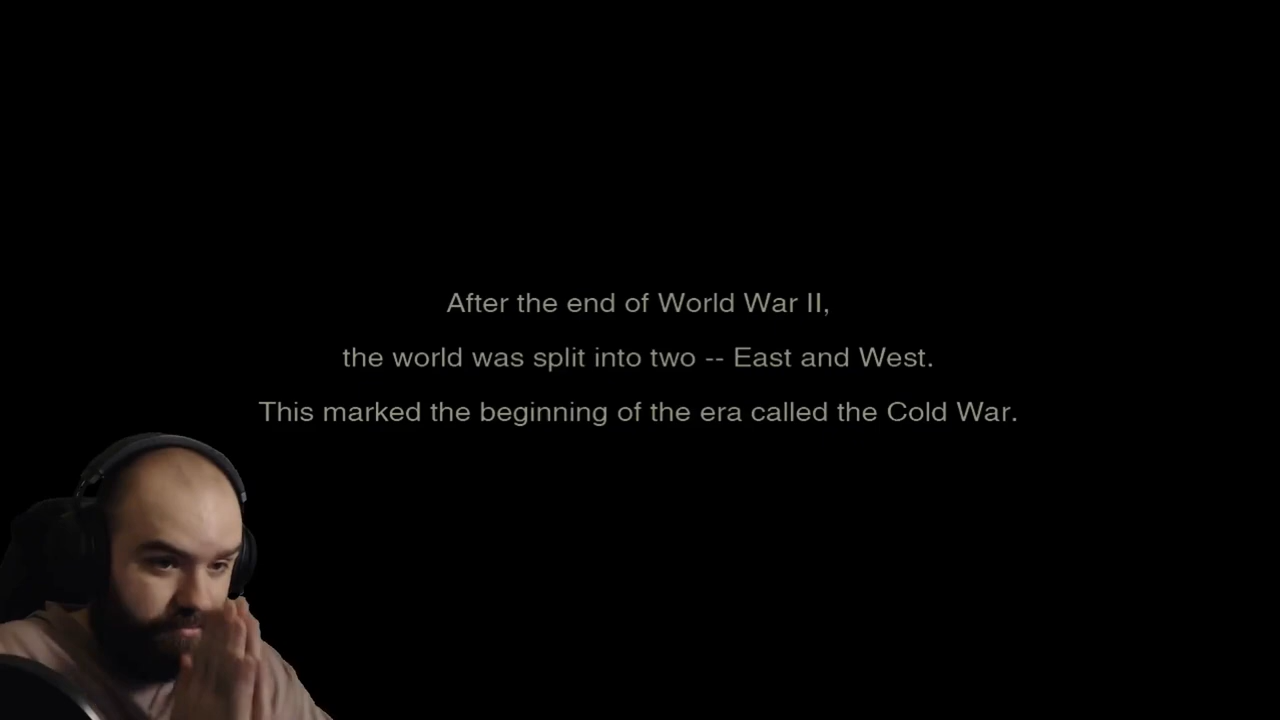 After the end of World War II,
the world was split into two -- East and West.
This marked the beginning of the era called the Cold War.